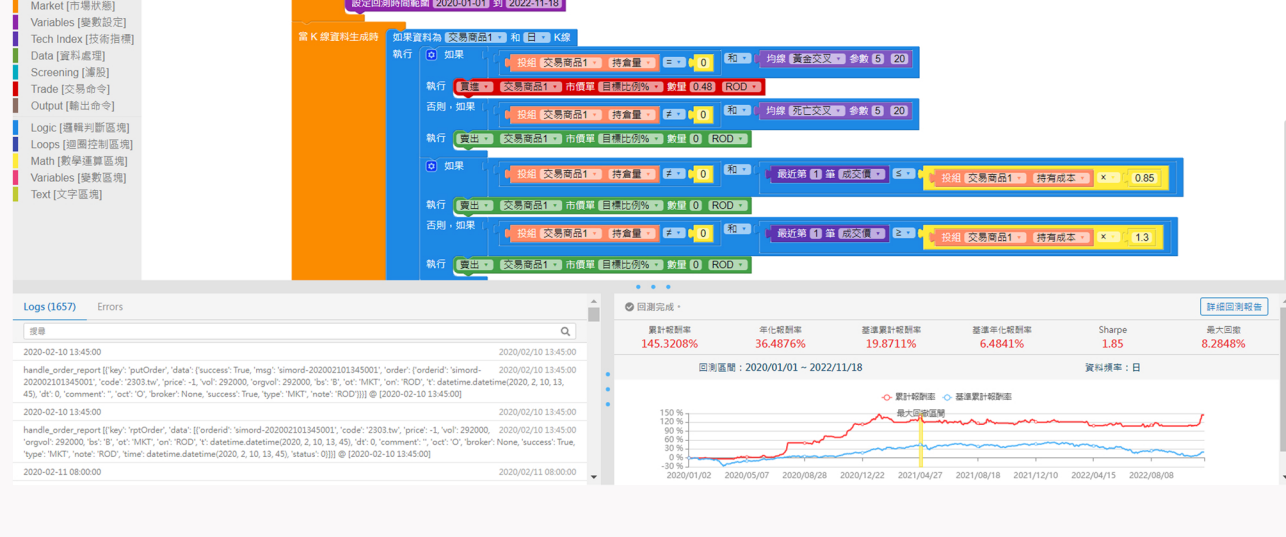 設定回測時間範圍 2020-01-01 到 2022-11-18
Market [市場狀態]
Variables [變數設定]
Tech Index [技術指標]
Data [資料處理]
Screening [濾股]
Trade [交易命令]
Output [輸出命令]
Logic [邏輯判斷區塊]
Loops [迴圈控制區塊]
Math [數學運算區塊]
Variables [變數區塊]
Text [文字區塊]
當 K 線資料生成時 如果資料為 交易商品1 和 日 K線
執行 如果 投組 交易商品1 持倉量 = 0 和 均線 黃金交叉 參數 5 20
執行 買進 交易商品1 市價單 目標比例% 數量 0.48 ROD
否則，如果 投組 交易商品1 持倉量 ≠ 0 和 均線 死亡交叉 參數 5 20
執行 賣出 交易商品1 市價單 目標比例% 數量 0 ROD
如果 投組 交易商品1 持倉量 ≠ 0 和 最近第 1 筆 成交價 ≤ 投組 交易商品1 持有成本 × 0.85
執行 賣出 交易商品1 市價單 目標比例% 數量 0 ROD
否則，如果 投組 交易商品1 持倉量 ≠ 0 和 最近第 1 筆 成交價 ≥ 投組 交易商品1 持有成本 × 1.3
執行 賣出 交易商品1 市價單 目標比例% 數量 0 ROD
Logs (1657) Errors
搜尋
2020-02-10 13:45:00 2020/02/10 13:45:00
handle_order_report [{'key': 'putOrder', 'data': {'success': True, 'msg': 'simord-202002101345001', 'order': {'orderid': 'simord-
202002101345001', 'code': '2303.tw', 'price': -1, 'vol': 292000, 'orgvol': 292000, 'bs': 'B', 'ot': 'MKT', 'on': 'ROD', 't': datetime.datetime(2020, 2, 10, 13,
45), 'dt': 0, 'comment': '', 'oct': 'O', 'broker': None, 'success': True, 'type': 'MKT', 'note': 'ROD'}}}] @ [2020-02-10 13:43:00]
2020-02-10 13:45:00 2020/02/10 13:45:00
handle_order_report [{'key': 'rptOrder', 'data': [{'orderid': 'simord-202002101345001', 'code': '2303.tw', 'price': -1, 'vol': 292000,
'orgvol': 292000, 'bs': 'B', 'ot': 'MKT', 'on': 'ROD', 't': datetime.datetime(2020, 2, 10, 13, 45), 'dt': 0, 'comment': '', 'oct': 'O', 'broker': None, 'success': True,
'type': 'MKT', 'note': 'ROD', 'time': datetime.datetime(2020, 2, 10, 13, 45), 'status': 0}]}] @ [2020-02-10 13:43:00]
2020-02-11 08:00:00 2020/02/11 08:00:00
回測完成。 詳細回測報告
累計報酬率 年化報酬率 基準累計報酬率 基準年化報酬率 Sharpe 最大回撤
145.3208% 36.4876% 19.8711% 6.4841% 1.85 8.2848%
回測區間：2020/01/01 ~ 2022/11/18 資料頻率：日
累計報酬率 基準累計報酬率
最大回撤區間
150 %
120 %
90 %
60 %
30 %
0 %
-30 %
2020/01/02 2020/05/07 2020/08/28 2020/12/22 2021/04/27 2021/08/18 2021/12/10 2022/04/15 2022/08/08